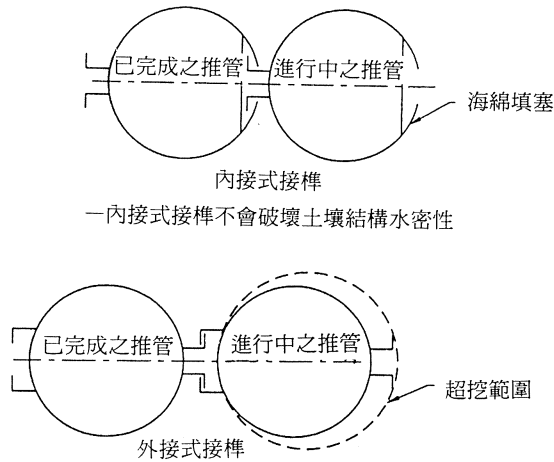 已完成之推管
進行中之推管
海綿填塞
內接式接榫
—內接式接榫不會破壞土壤結構水密性
已完成之推管
進行中之推管
超挖範圍
外接式接榫